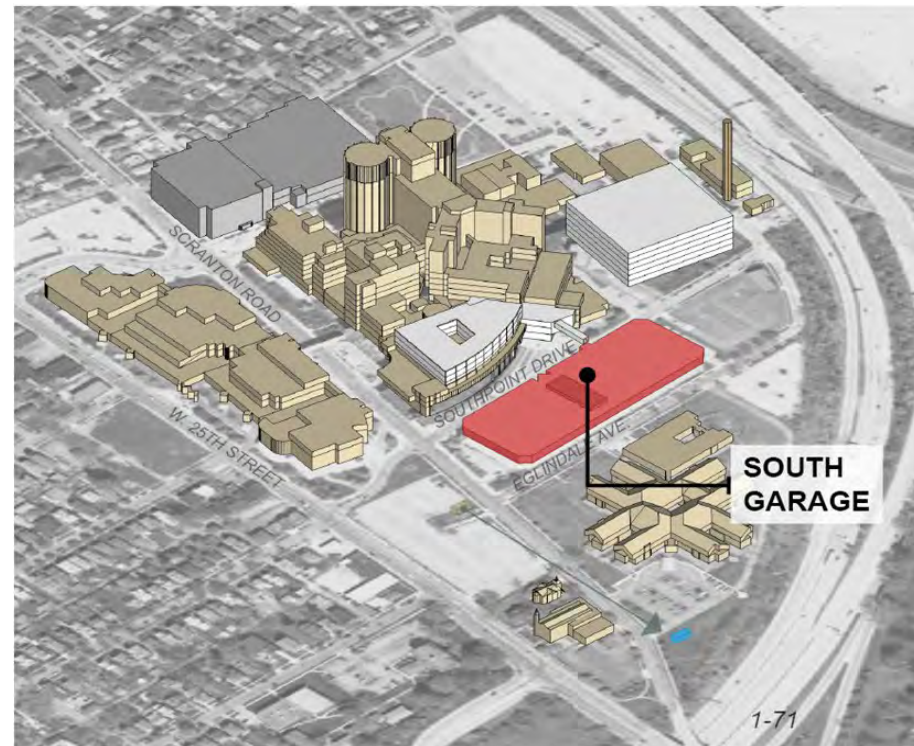 SCRANTON ROAD
SOUTHPOINT DRIVE
W. 25TH STREET
EGLINDALE AVE.
SOUTH
GARAGE
1-71